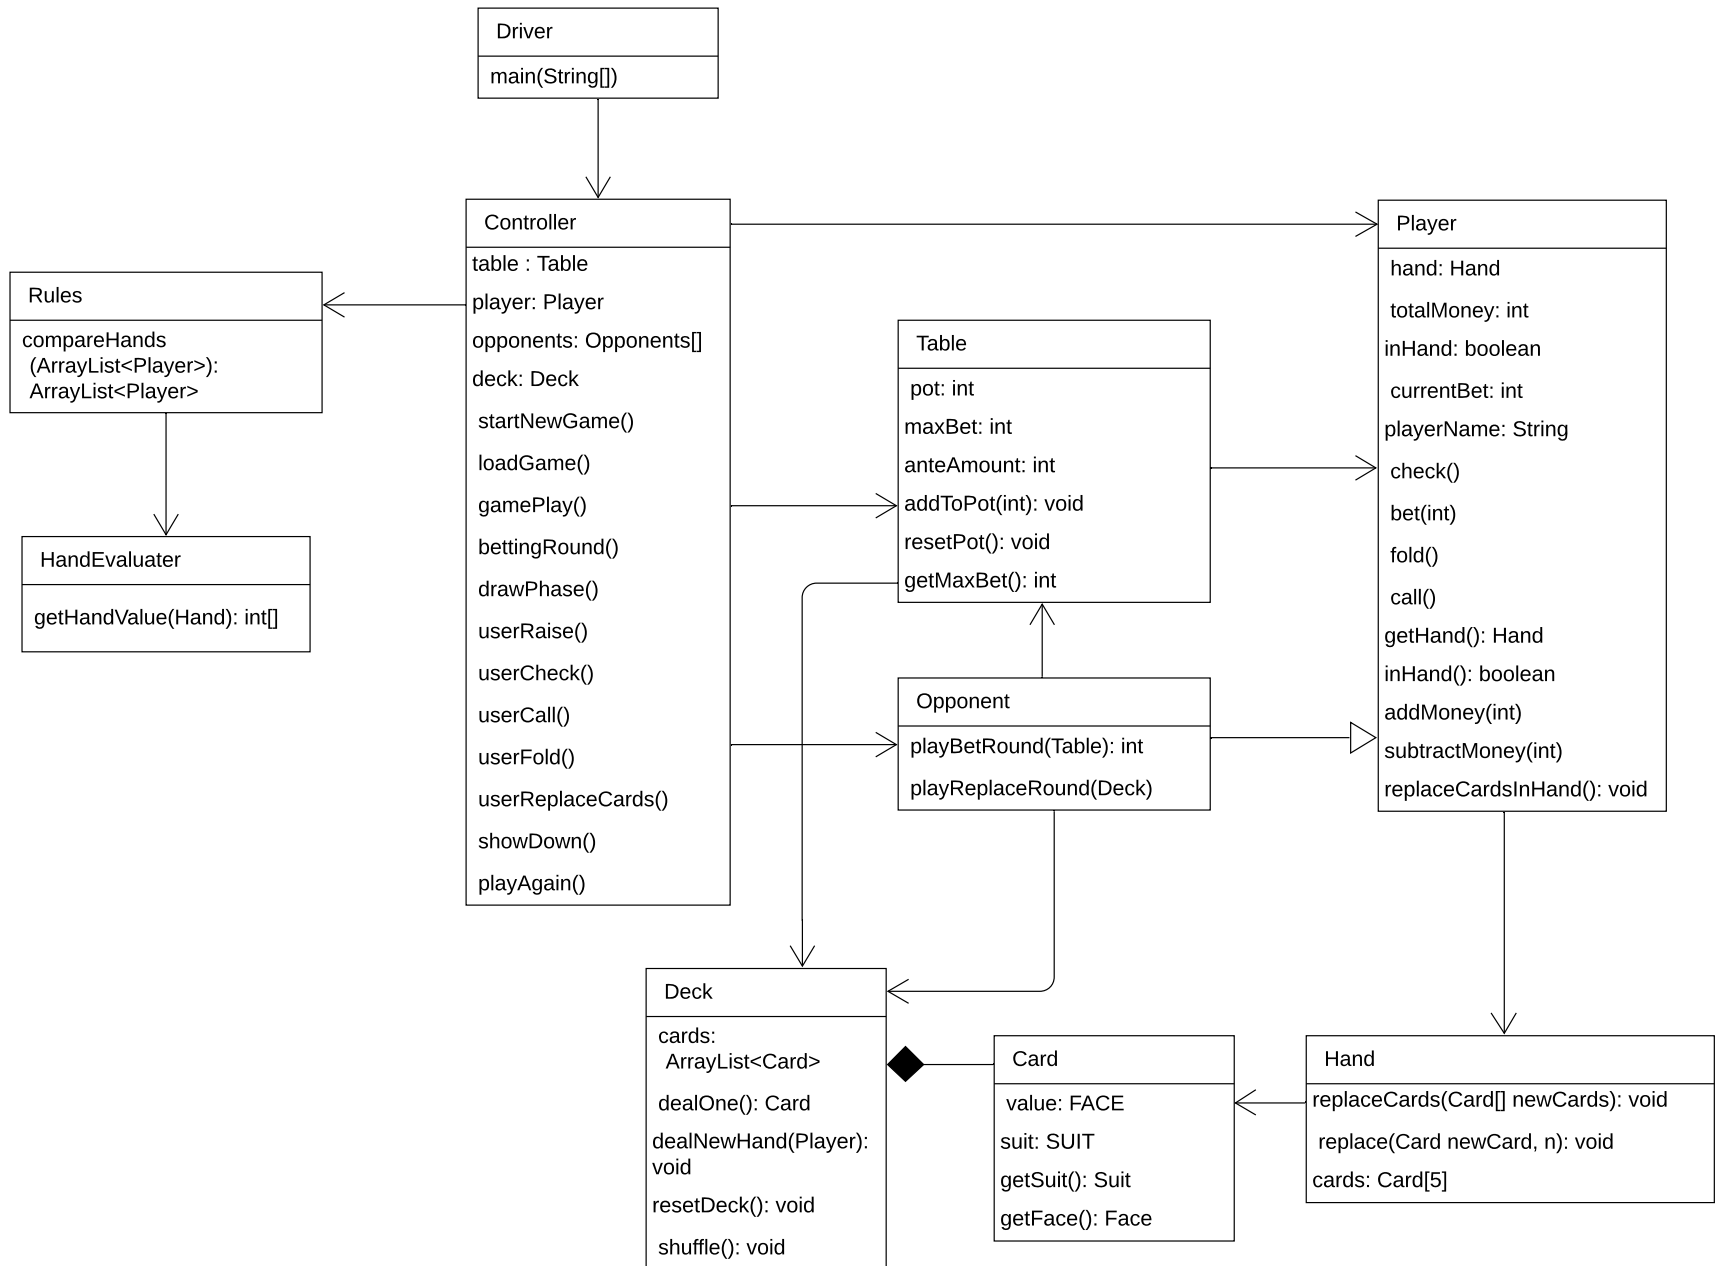 Driver
main(String[])
Controller
table : Table
player: Player
opponents: Opponents[]
deck: Deck
startNewGame()
loadGame()
gamePlay()
bettingRound()
drawPhase()
userRaise()
userCheck()
userCall()
userFold()
userReplaceCards()
showDown()
playAgain()
Rules
compareHands
(ArrayList<Player>):
ArrayList<Player>
HandEvaluater
getHandValue(Hand): int[]
Table
pot: int
maxBet: int
anteAmount: int
addToPot(int): void
resetPot(): void
getMaxBet(): int
Opponent
playBetRound(Table): int
playReplaceRound(Deck)
Player
hand: Hand
totalMoney: int
inHand: boolean
currentBet: int
playerName: String
check()
bet(int)
fold()
call()
getHand(): Hand
inHand(): boolean
addMoney(int)
subtractMoney(int)
replaceCardsInHand(): void
Deck
cards:
ArrayList<Card>
dealOne(): Card
dealNewHand(Player):
void
resetDeck(): void
shuffle(): void
Card
value: FACE
suit: SUIT
getSuit(): Suit
getFace(): Face
Hand
replaceCards(Card[] newCards): void
replace(Card newCard, n): void
cards: Card[5]